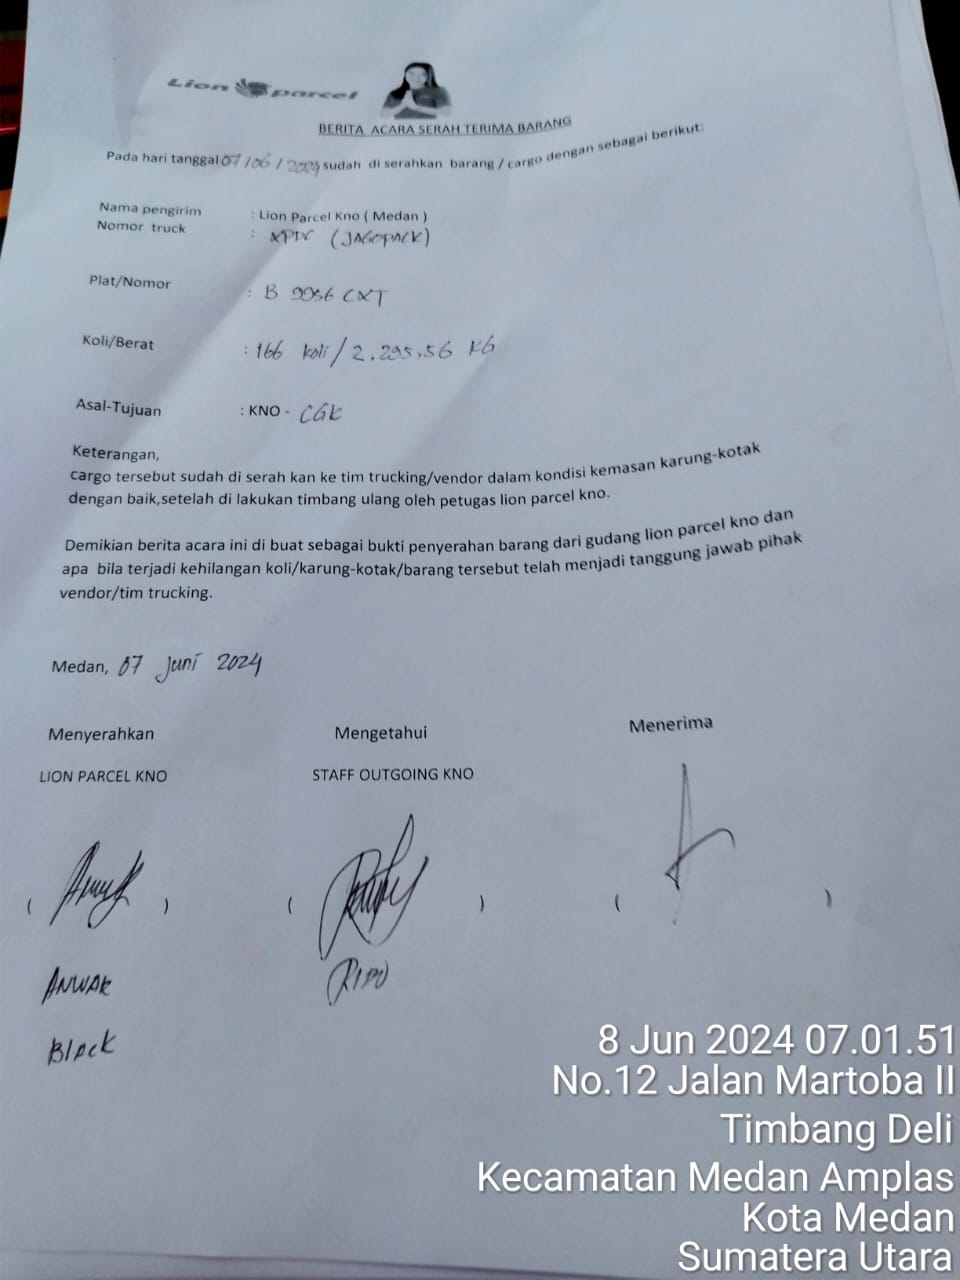 Lion parcel
BERITA ACARA SERAH TERIMA BARANG
Pada hari tanggal 07/06/2024 sudah di serahkan barang / cargo dengan sebagai berikut:
Nama pengirim : Lion Parcel Kno ( Medan )
Nomor truck : XPDC (JAGOPACK)
Plat/Nomor : B 9056 CXT
Koli/Berat : 166 koli / 2.295,56 KG
Asal-Tujuan : KNO - CGK
Keterangan,
cargo tersebut sudah di serah kan ke tim trucking/vendor dalam kondisi kemasan karung-kotak
dengan baik,setelah di lakukan timbang ulang oleh petugas lion parcel kno.
Demikian berita acara ini di buat sebagai bukti penyerahan barang dari gudang lion parcel kno dan
apa bila terjadi kehilangan koli/karung-kotak/barang tersebut telah menjadi tanggung jawab pihak
vendor/tim trucking.
Medan, 07 Juni 2024
Menyerahkan Mengetahui Menerima
LION PARCEL KNO STAFF OUTGOING KNO
( ) ( ) ( )
ANWAR
Black
8 Jun 2024 07.01.51
No.12 Jalan Martoba II
Timbang Deli
Kecamatan Medan Amplas
Kota Medan
Sumatera Utara